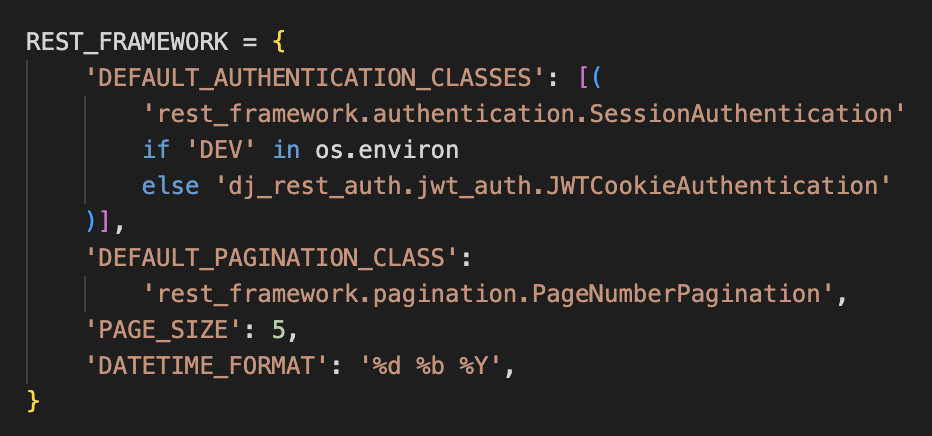 REST_FRAMEWORK = {
    'DEFAULT_AUTHENTICATION_CLASSES': [(
        'rest_framework.authentication.SessionAuthentication'
        if 'DEV' in os.environ
        else 'dj_rest_auth.jwt_auth.JWTCookieAuthentication'
    )],
    'DEFAULT_PAGINATION_CLASS':
        'rest_framework.pagination.PageNumberPagination',
    'PAGE_SIZE': 5,
    'DATETIME_FORMAT': '%d %b %Y',
}